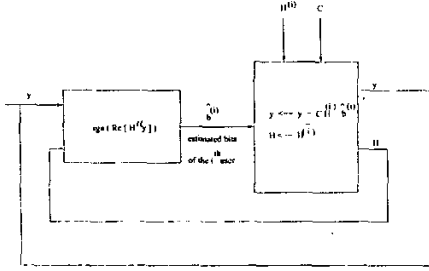 H(i) C
y
sgn(Re[H^H y])
b̂(i)
estimated bits
of the i th user
y <-- y - C H(i) b̂(i)
H <--
y
H